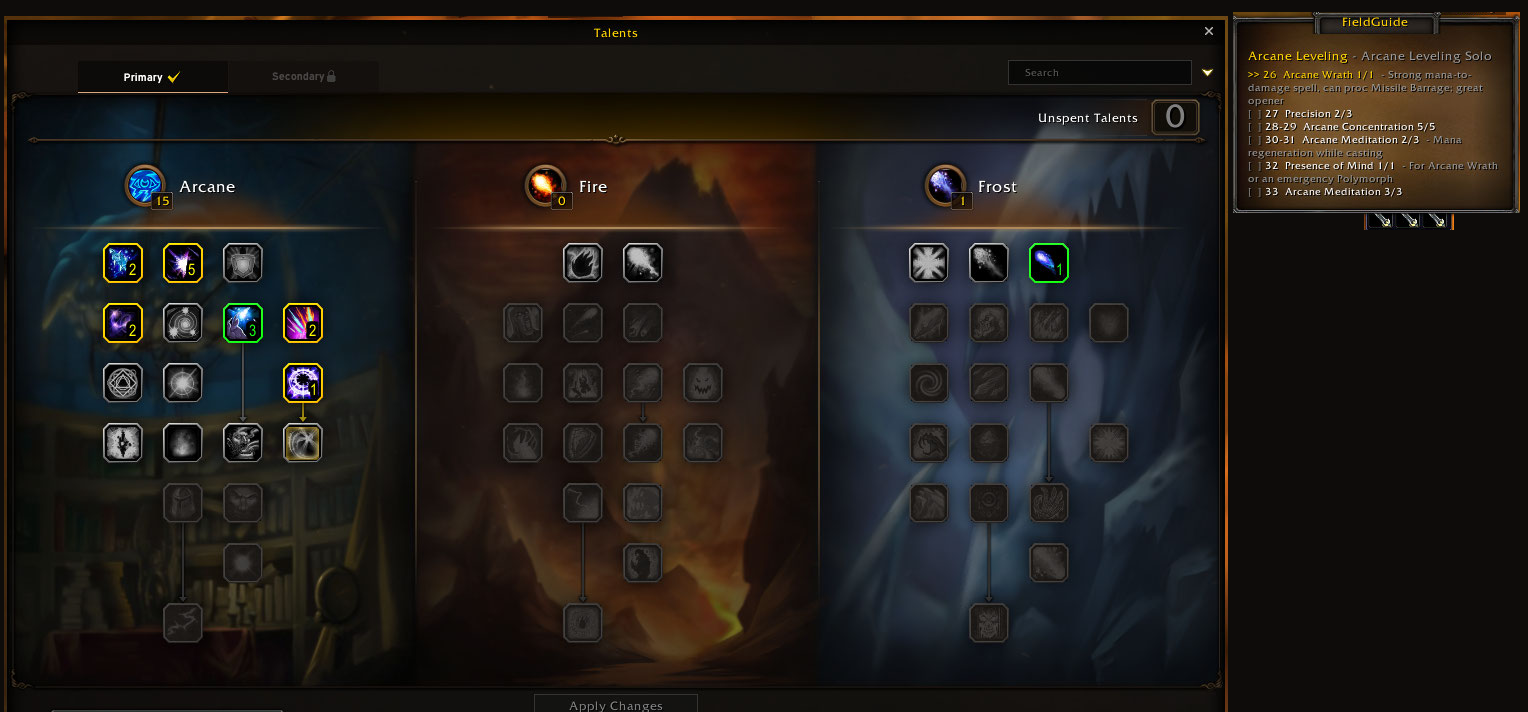 Talents
Primary
Secondary
Search
Unspent Talents 0
Arcane
15
Fire
0
Frost
1
2
5
1
2
3
2
1
Apply Changes
FieldGuide
Arcane Leveling - Arcane Leveling Solo
>> 26 Arcane Wrath 1/1 - Strong mana-to-
damage spell, can proc Missile Barrage; great
opener
[ ] 27 Precision 2/3
[ ] 28-29 Arcane Concentration 5/5
[ ] 30-31 Arcane Meditation 2/3 - Mana
regeneration while casting
[ ] 32 Presence of Mind 1/1 - For Arcane Wrath
or an emergency Polymorph
[ ] 33 Arcane Meditation 3/3